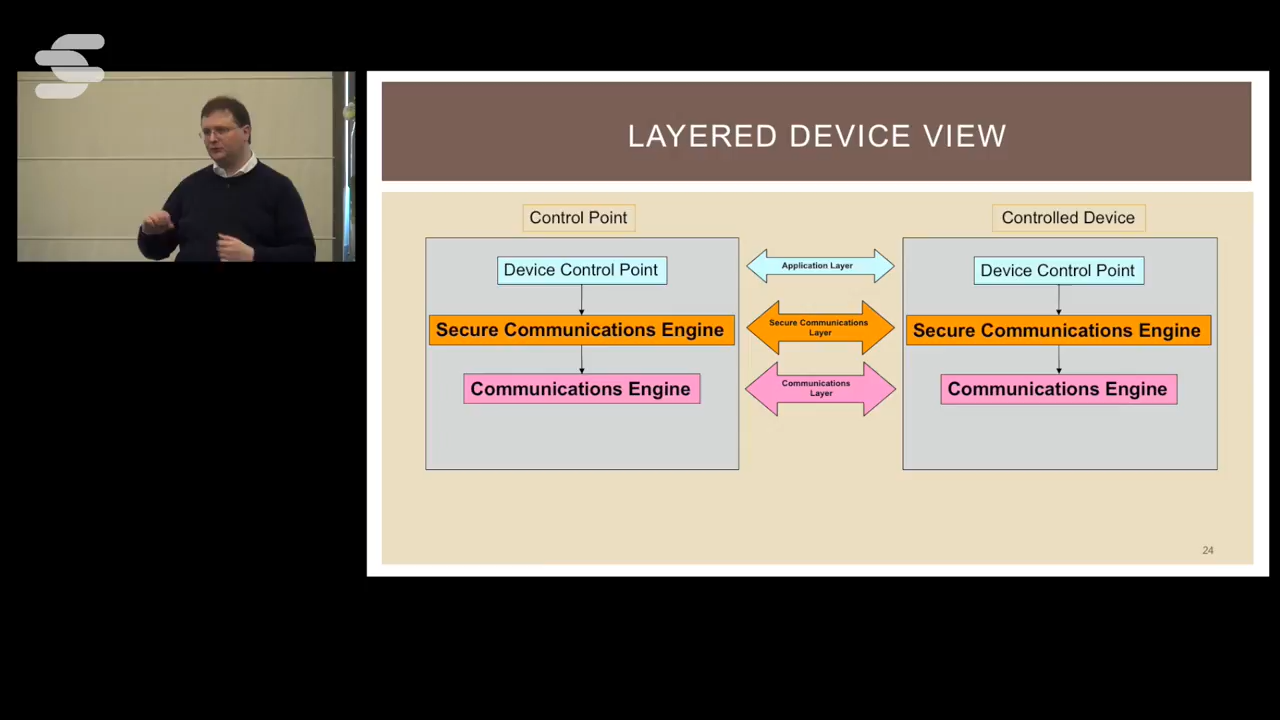 LAYERED DEVICE VIEW
Control Point
Controlled Device
Device Control Point
Application Layer
Device Control Point
Secure Communications Engine
Secure Communications
Layer
Secure Communications Engine
Communications Engine
Communications
Layer
Communications Engine
24